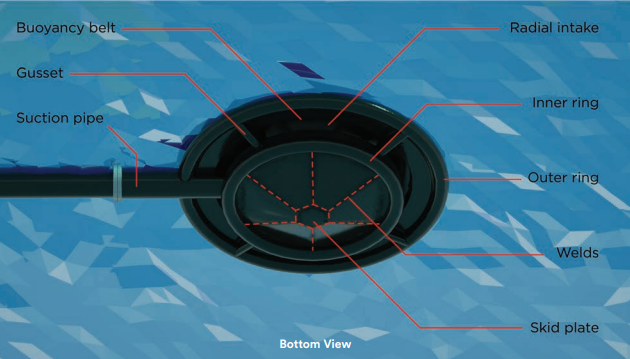 Buoyancy belt
Radial intake
Gusset
Inner ring
Suction pipe
Outer ring
Welds
Skid plate
Bottom View